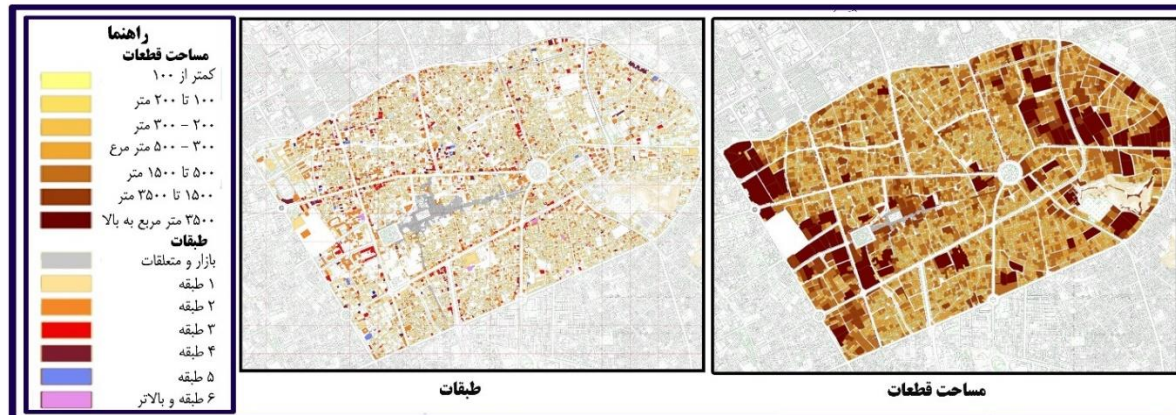 راهنما
مساحت قطعات
کمتر از ۱۰۰
۱۰۰ تا ۲۰۰ متر
۲۰۰ - ۳۰۰ متر
۳۰۰ - ۵۰۰ متر مرع
۵۰۰ تا ۱۵۰۰ متر
۱۵۰۰ تا ۳۵۰۰ متر
۳۵۰۰ متر مربع به بالا
طبقات
بازار و متعلقات
۱ طبقه
۲ طبقه
۳ طبقه
۴ طبقه
۵ طبقه
۶ طبقه و بالاتر
مساحت قطعات
طبقات